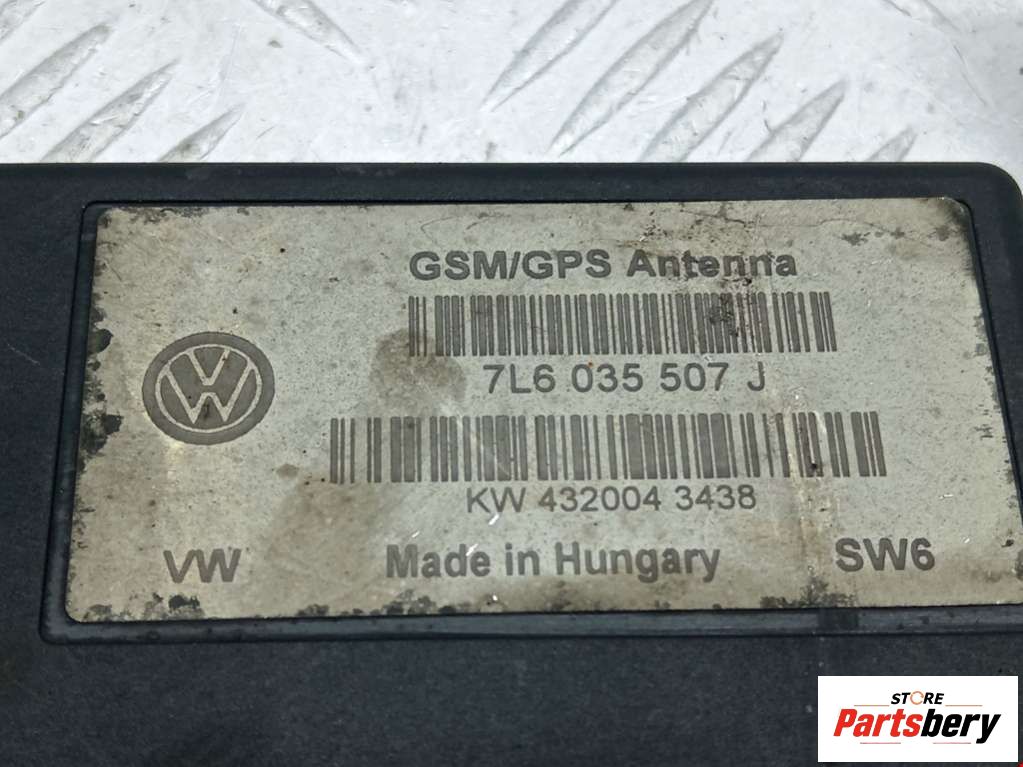 GSM/GPS Antenna
7L6 035 507 J
KW 432004 3438
VW Made in Hungary SW6
STORE
Partsbery